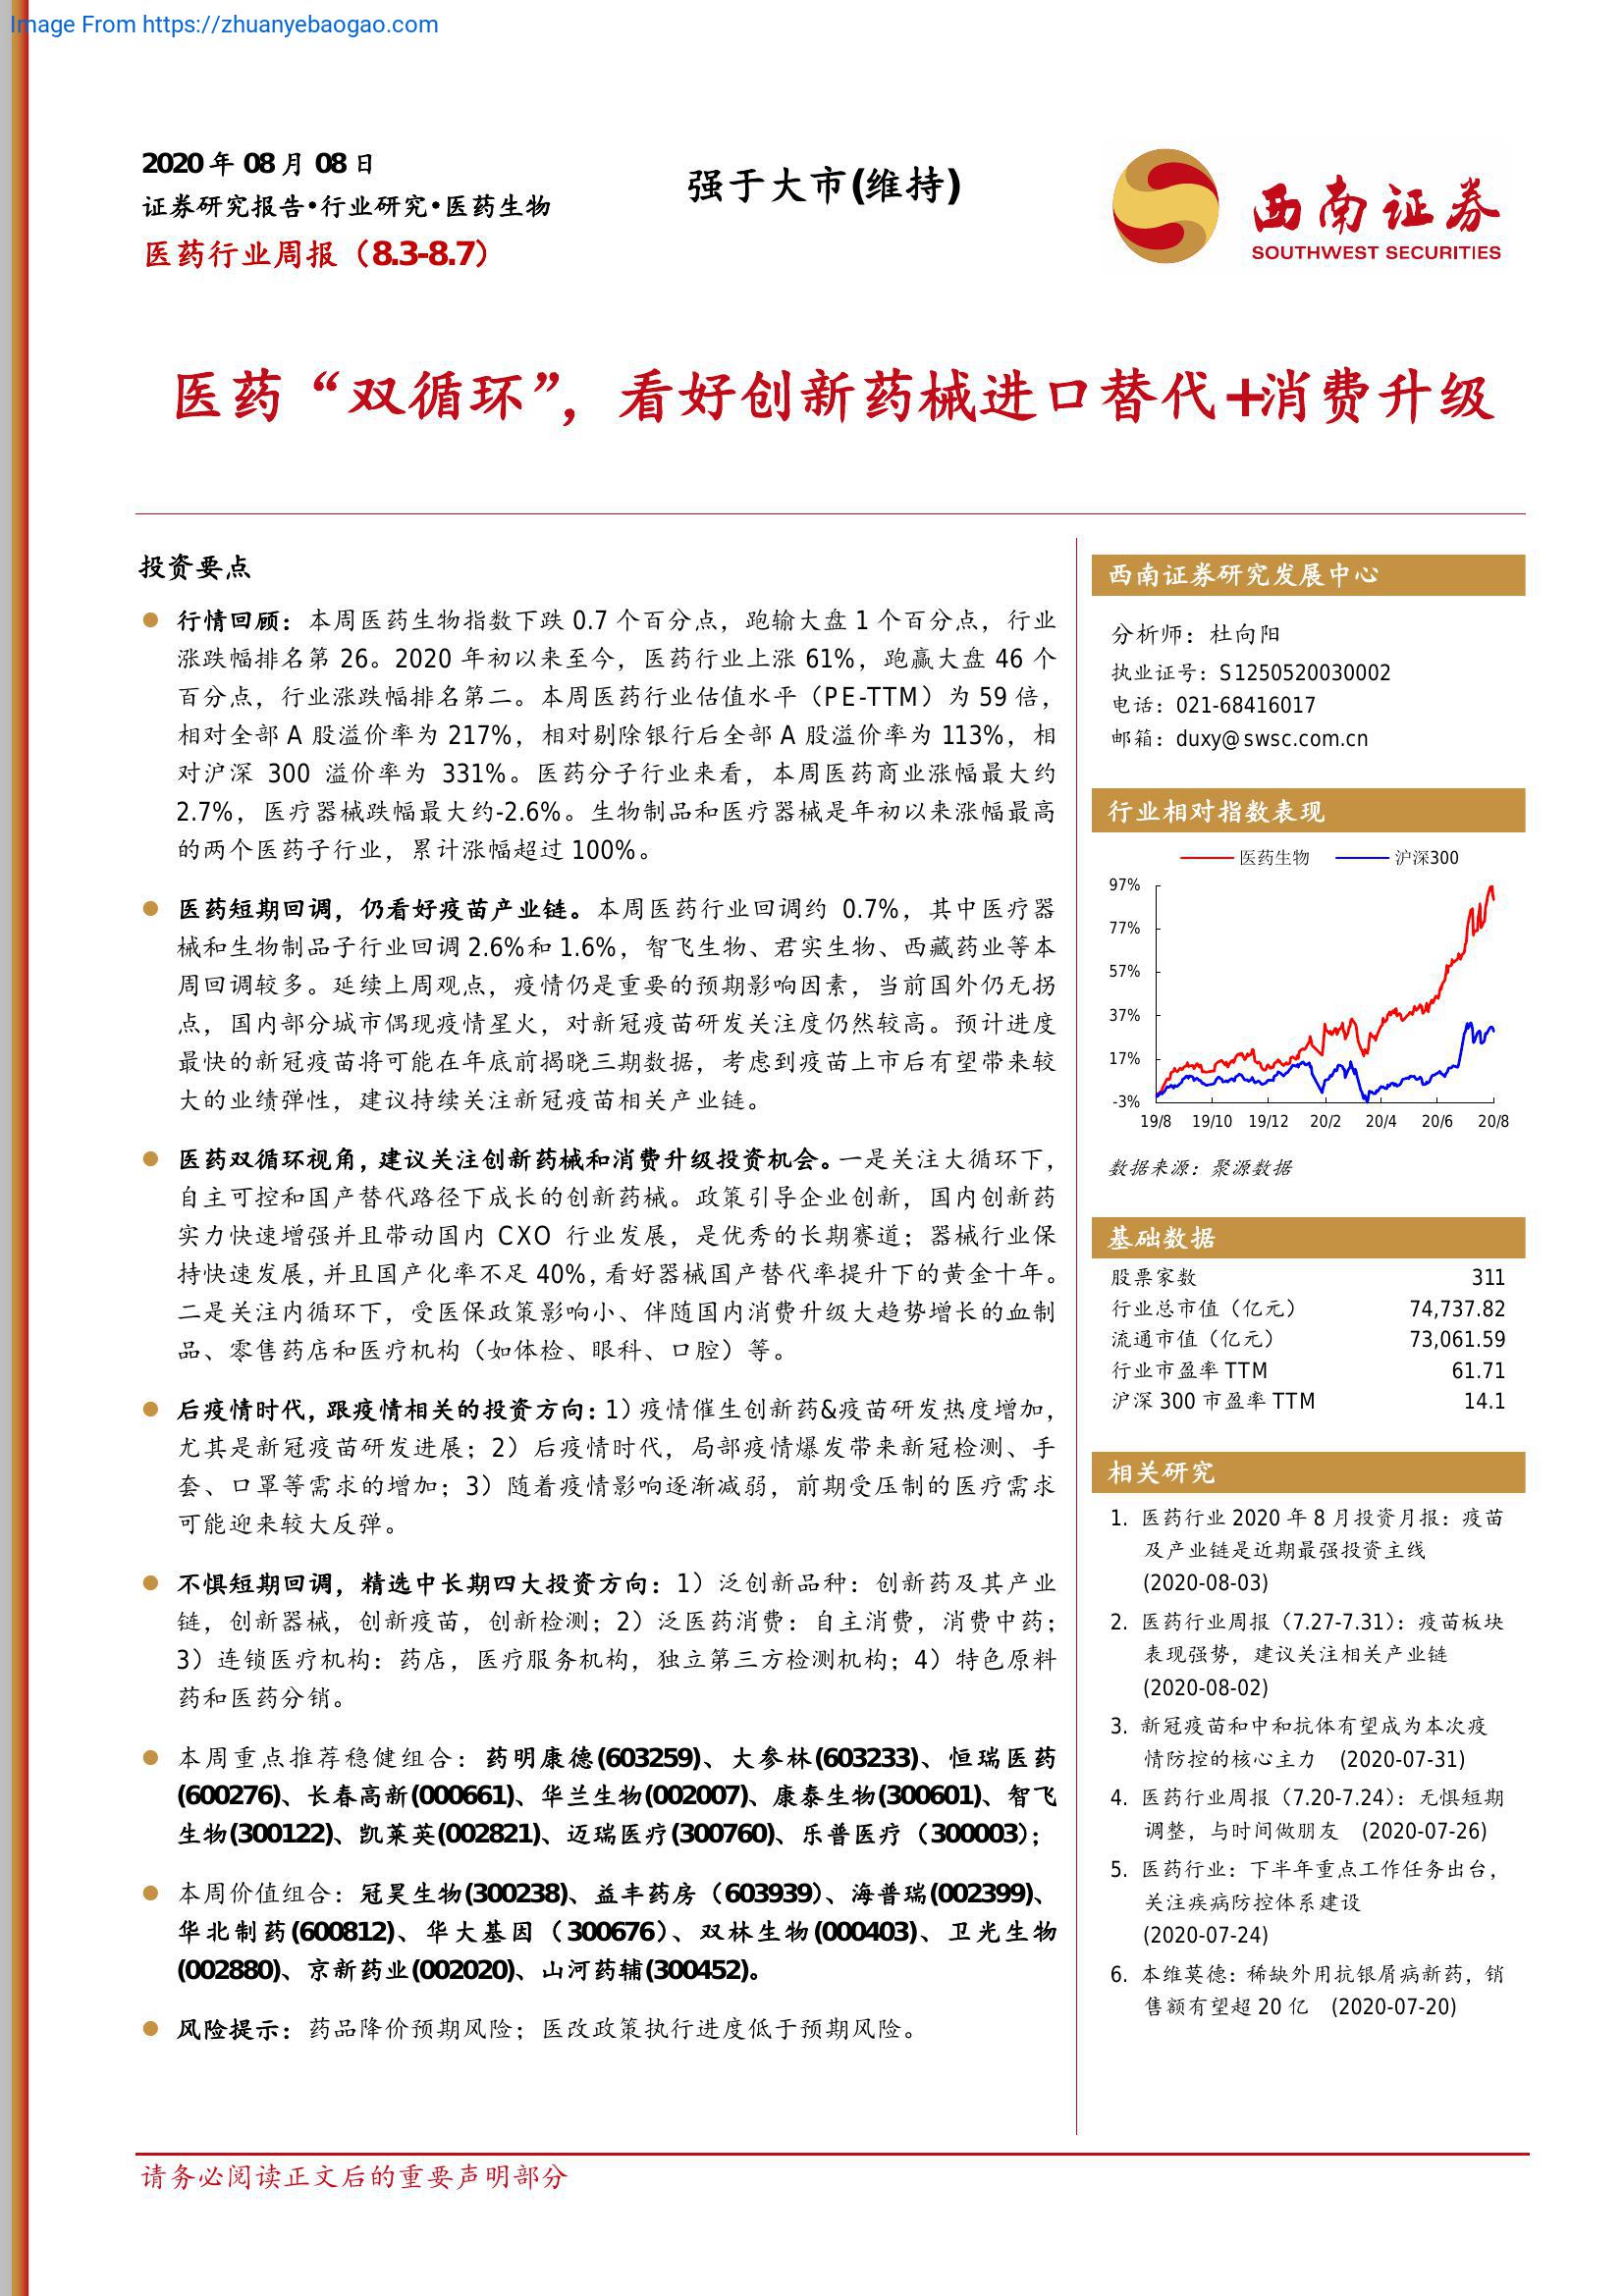 Image From https://zhuanyebaogao.com
2020 年 08 月 08 日
证券研究报告•行业研究•医药生物
医药行业周报（8.3-8.7）
强于大市(维持)
西南证券
SOUTHWEST SECURITIES
医药“双循环”，看好创新药械进口替代+消费升级
投资要点
行情回顾：本周医药生物指数下跌 0.7 个百分点，跑输大盘 1 个百分点，行业
涨跌幅排名第 26。2020 年初以来至今，医药行业上涨 61%，跑赢大盘 46 个
百分点，行业涨跌幅排名第二。本周医药行业估值水平（PE-TTM）为 59 倍，
相对全部 A 股溢价率为 217%，相对剔除银行后全部 A 股溢价率为 113%，相
对沪深 300 溢价率为 331%。医药分子行业来看，本周医药商业涨幅最大约
2.7%，医疗器械跌幅最大约-2.6%。生物制品和医疗器械是年初以来涨幅最高
的两个医药子行业，累计涨幅超过 100%。
医药短期回调，仍看好疫苗产业链。本周医药行业回调约 0.7%，其中医疗器
械和生物制品子行业回调 2.6%和 1.6%，智飞生物、君实生物、西藏药业等本
周回调较多。延续上周观点，疫情仍是重要的预期影响因素，当前国外仍无拐
点，国内部分城市偶现疫情星火，对新冠疫苗研发关注度仍然较高。预计进度
最快的新冠疫苗将可能在年底前揭晓三期数据，考虑到疫苗上市后有望带来较
大的业绩弹性，建议持续关注新冠疫苗相关产业链。
医药双循环视角，建议关注创新药械和消费升级投资机会。一是关注大循环下，
自主可控和国产替代路径下成长的创新药械。政策引导企业创新，国内创新药
实力快速增强并且带动国内 CXO 行业发展，是优秀的长期赛道；器械行业保
持快速发展，并且国产化率不足 40%，看好器械国产替代率提升下的黄金十年。
二是关注内循环下，受医保政策影响小、伴随国内消费升级大趋势增长的血制
品、零售药店和医疗机构（如体检、眼科、口腔）等。
后疫情时代，跟疫情相关的投资方向：1）疫情催生创新药&疫苗研发热度增加，
尤其是新冠疫苗研发进展；2）后疫情时代，局部疫情爆发带来新冠检测、手
套、口罩等需求的增加；3）随着疫情影响逐渐减弱，前期受压制的医疗需求
可能迎来较大反弹。
不惧短期回调，精选中长期四大投资方向：1）泛创新品种：创新药及其产业
链，创新器械，创新疫苗，创新检测；2）泛医药消费：自主消费，消费中药；
3）连锁医疗机构：药店，医疗服务机构，独立第三方检测机构；4）特色原料
药和医药分销。
本周重点推荐稳健组合：药明康德(603259)、大参林(603233)、恒瑞医药
(600276)、长春高新(000661)、华兰生物(002007)、康泰生物(300601)、智飞
生物(300122)、凯莱英(002821)、迈瑞医疗(300760)、乐普医疗（300003）；
本周价值组合：冠昊生物(300238)、益丰药房（603939）、海普瑞(002399)、
华北制药(600812)、华大基因（300676）、双林生物(000403)、卫光生物
(002880)、京新药业(002020)、山河药辅(300452)。
风险提示：药品降价预期风险；医改政策执行进度低于预期风险。
西南证券研究发展中心
分析师：杜向阳
执业证号：S1250520030002
电话：021-68416017
邮箱：duxy@swsc.com.cn
行业相对指数表现
医药生物 沪深300
97%
77%
57%
37%
17%
-3%
19/8 19/10 19/12 20/2 20/4 20/6 20/8
数据来源：聚源数据
基础数据
股票家数 311
行业总市值（亿元） 74,737.82
流通市值（亿元） 73,061.59
行业市盈率 TTM 61.71
沪深 300 市盈率 TTM 14.1
相关研究
1. 医药行业 2020 年 8 月投资月报：疫苗
及产业链是近期最强投资主线
(2020-08-03)
2. 医药行业周报（7.27-7.31）：疫苗板块
表现强势，建议关注相关产业链
(2020-08-02)
3. 新冠疫苗和中和抗体有望成为本次疫
情防控的核心主力 (2020-07-31)
4. 医药行业周报（7.20-7.24）：无惧短期
调整，与时间做朋友 (2020-07-26)
5. 医药行业：下半年重点工作任务出台，
关注疾病防控体系建设
(2020-07-24)
6. 本维莫德：稀缺外用抗银屑病新药，销
售额有望超 20 亿 (2020-07-20)
请务必阅读正文后的重要声明部分